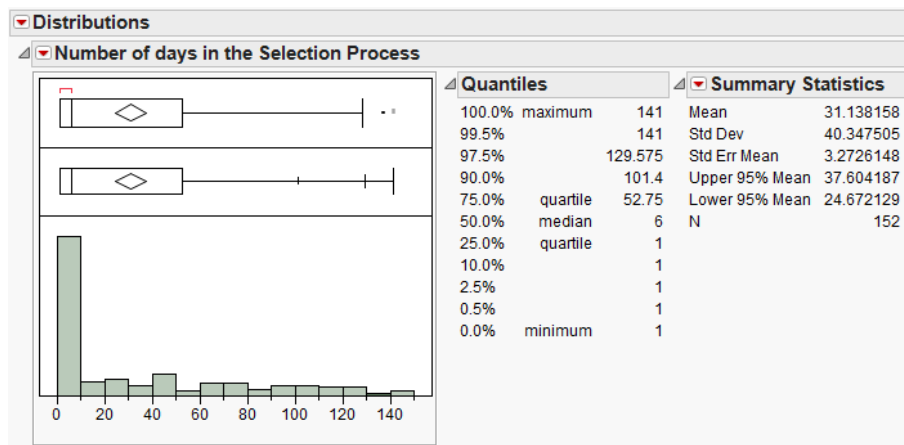 Distributions
Number of days in the Selection Process
0 20 40 60 80 100 120 140
Quantiles
100.0% maximum 141
99.5% 141
97.5% 129.575
90.0% 101.4
75.0% quartile 52.75
50.0% median 6
25.0% quartile 1
10.0% 1
2.5% 1
0.5% 1
0.0% minimum 1
Summary Statistics
Mean 31.138158
Std Dev 40.347505
Std Err Mean 3.2726148
Upper 95% Mean 37.604187
Lower 95% Mean 24.672129
N 152